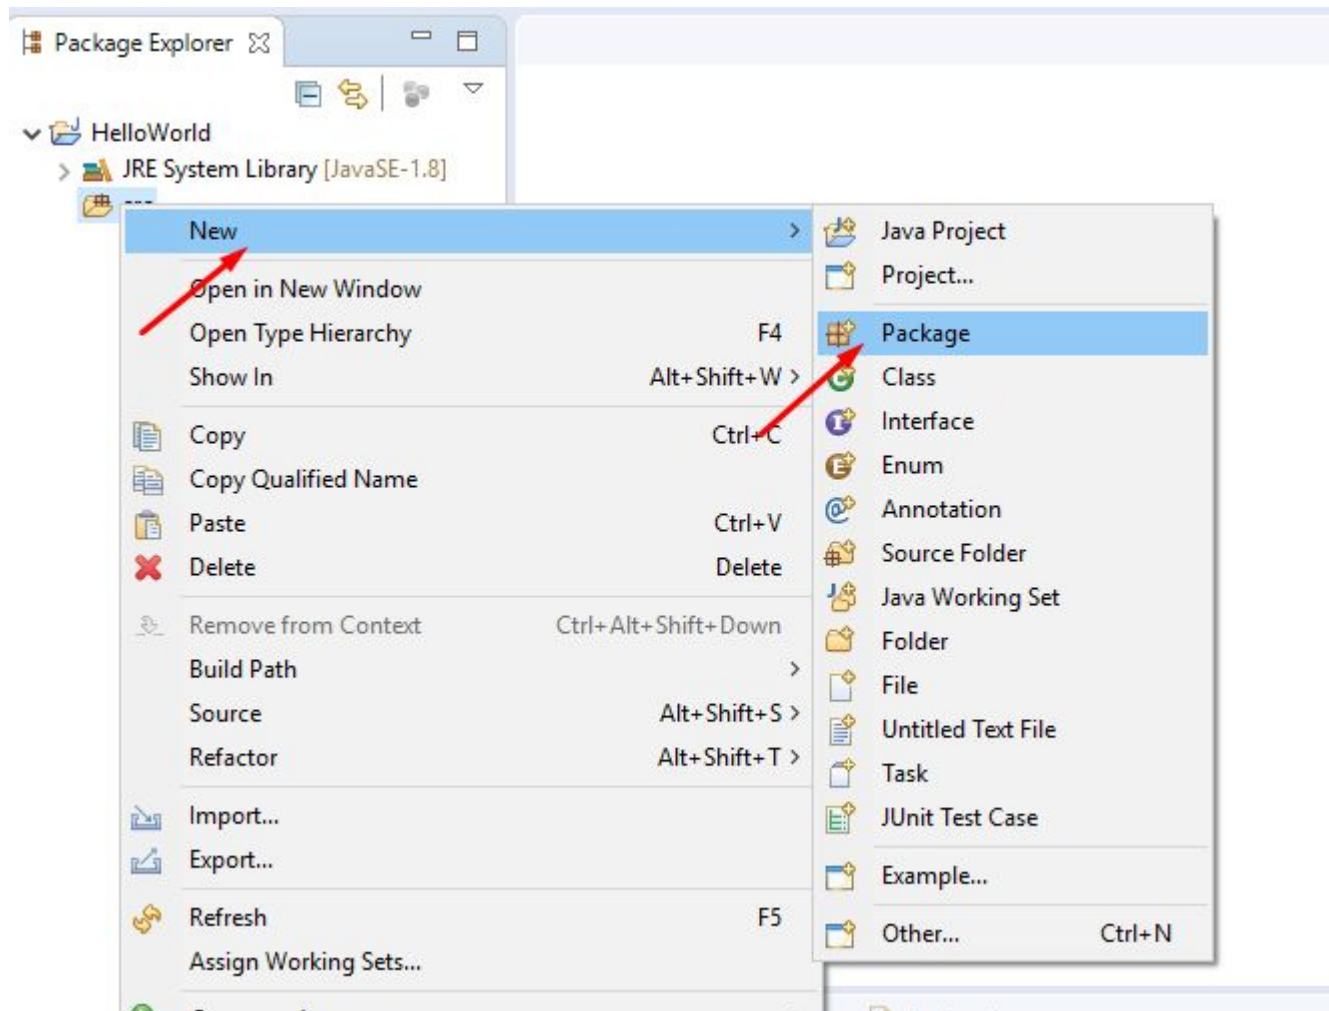 Package Explorer
HelloWorld
JRE System Library [JavaSE-1.8]
New
Open in New Window
Open Type Hierarchy F4
Show In Alt+Shift+W
Copy Ctrl+C
Copy Qualified Name
Paste Ctrl+V
Delete Delete
Remove from Context Ctrl+Alt+Shift+Down
Build Path
Source Alt+Shift+S
Refactor Alt+Shift+T
Import...
Export...
Refresh F5
Assign Working Sets...
Java Project
Project...
Package
Class
Interface
Enum
Annotation
Source Folder
Java Working Set
Folder
File
Untitled Text File
Task
JUnit Test Case
Example...
Other... Ctrl+N